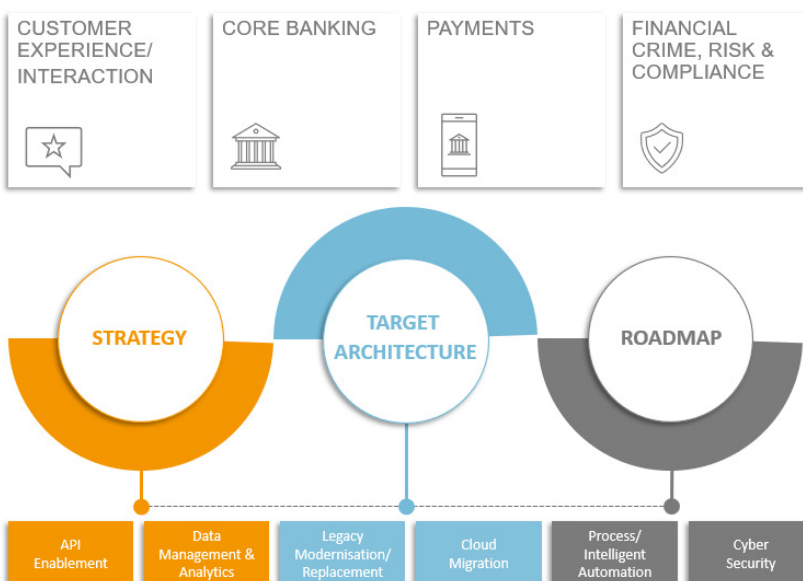 CUSTOMER
EXPERIENCE/
INTERACTION
CORE BANKING
PAYMENTS
FINANCIAL
CRIME, RISK &
COMPLIANCE
STRATEGY
TARGET
ARCHITECTURE
ROADMAP
API
Enablement
Data
Management &
Analytics
Legacy
Modernisation/
Replacement
Cloud
Migration
Process/
Intelligent
Automation
Cyber
Security